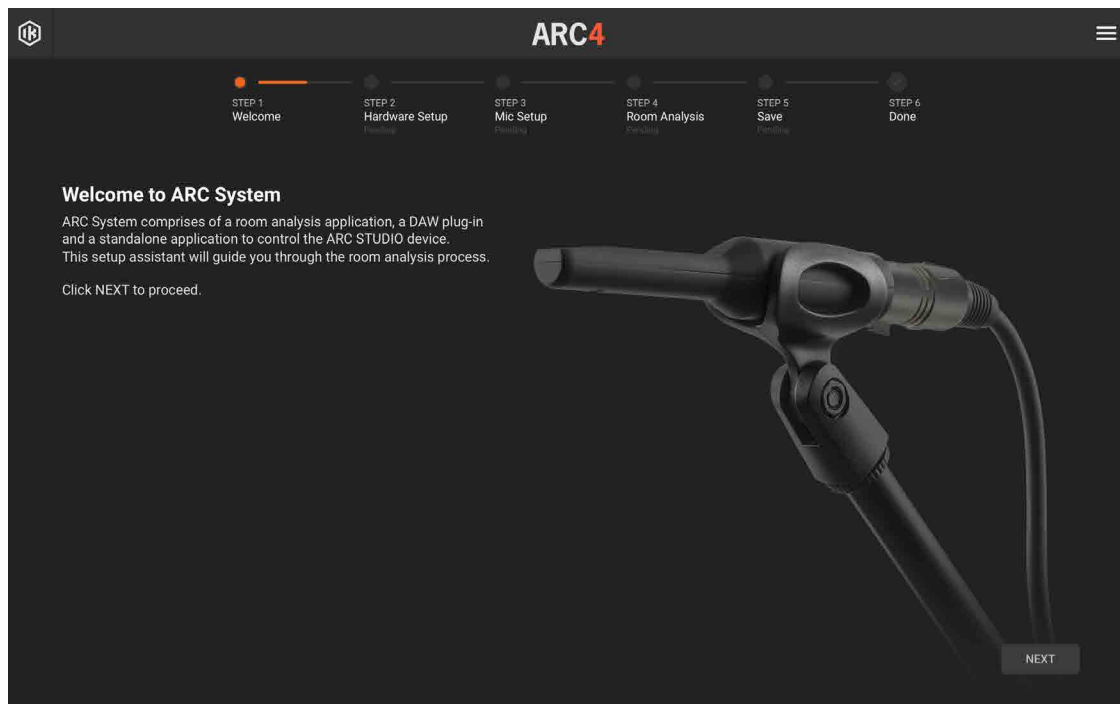 ARC4
STEP 1
Welcome
STEP 2
Hardware Setup
Pending
STEP 3
Mic Setup
Pending
STEP 4
Room Analysis
Pending
STEP 5
Save
Pending
STEP 6
Done
Welcome to ARC System
ARC System comprises of a room analysis application, a DAW plug-in
and a standalone application to control the ARC STUDIO device.
This setup assistant will guide you through the room analysis process.
Click NEXT to proceed.
NEXT